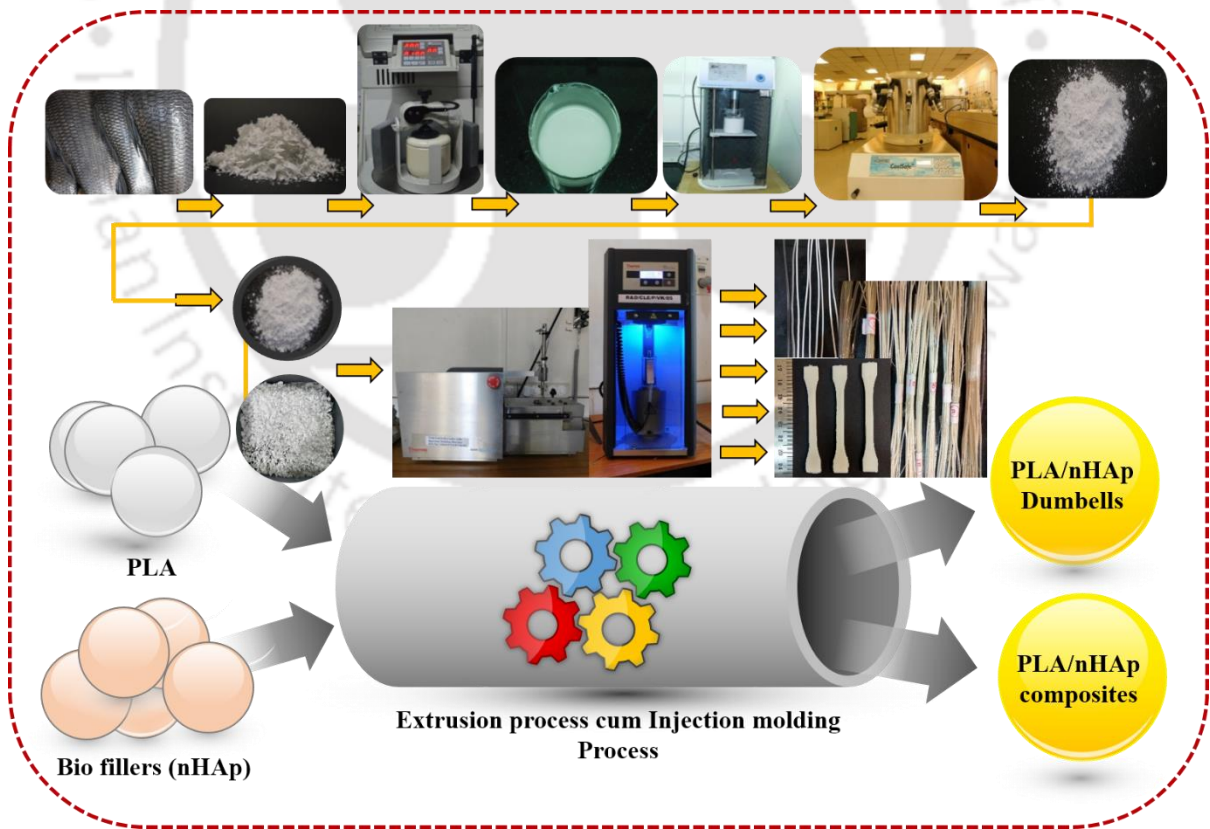 PLA
Bio fillers (nHAp)
Extrusion process cum Injection molding
Process
PLA/nHAp
Dumbells
PLA/nHAp
composites